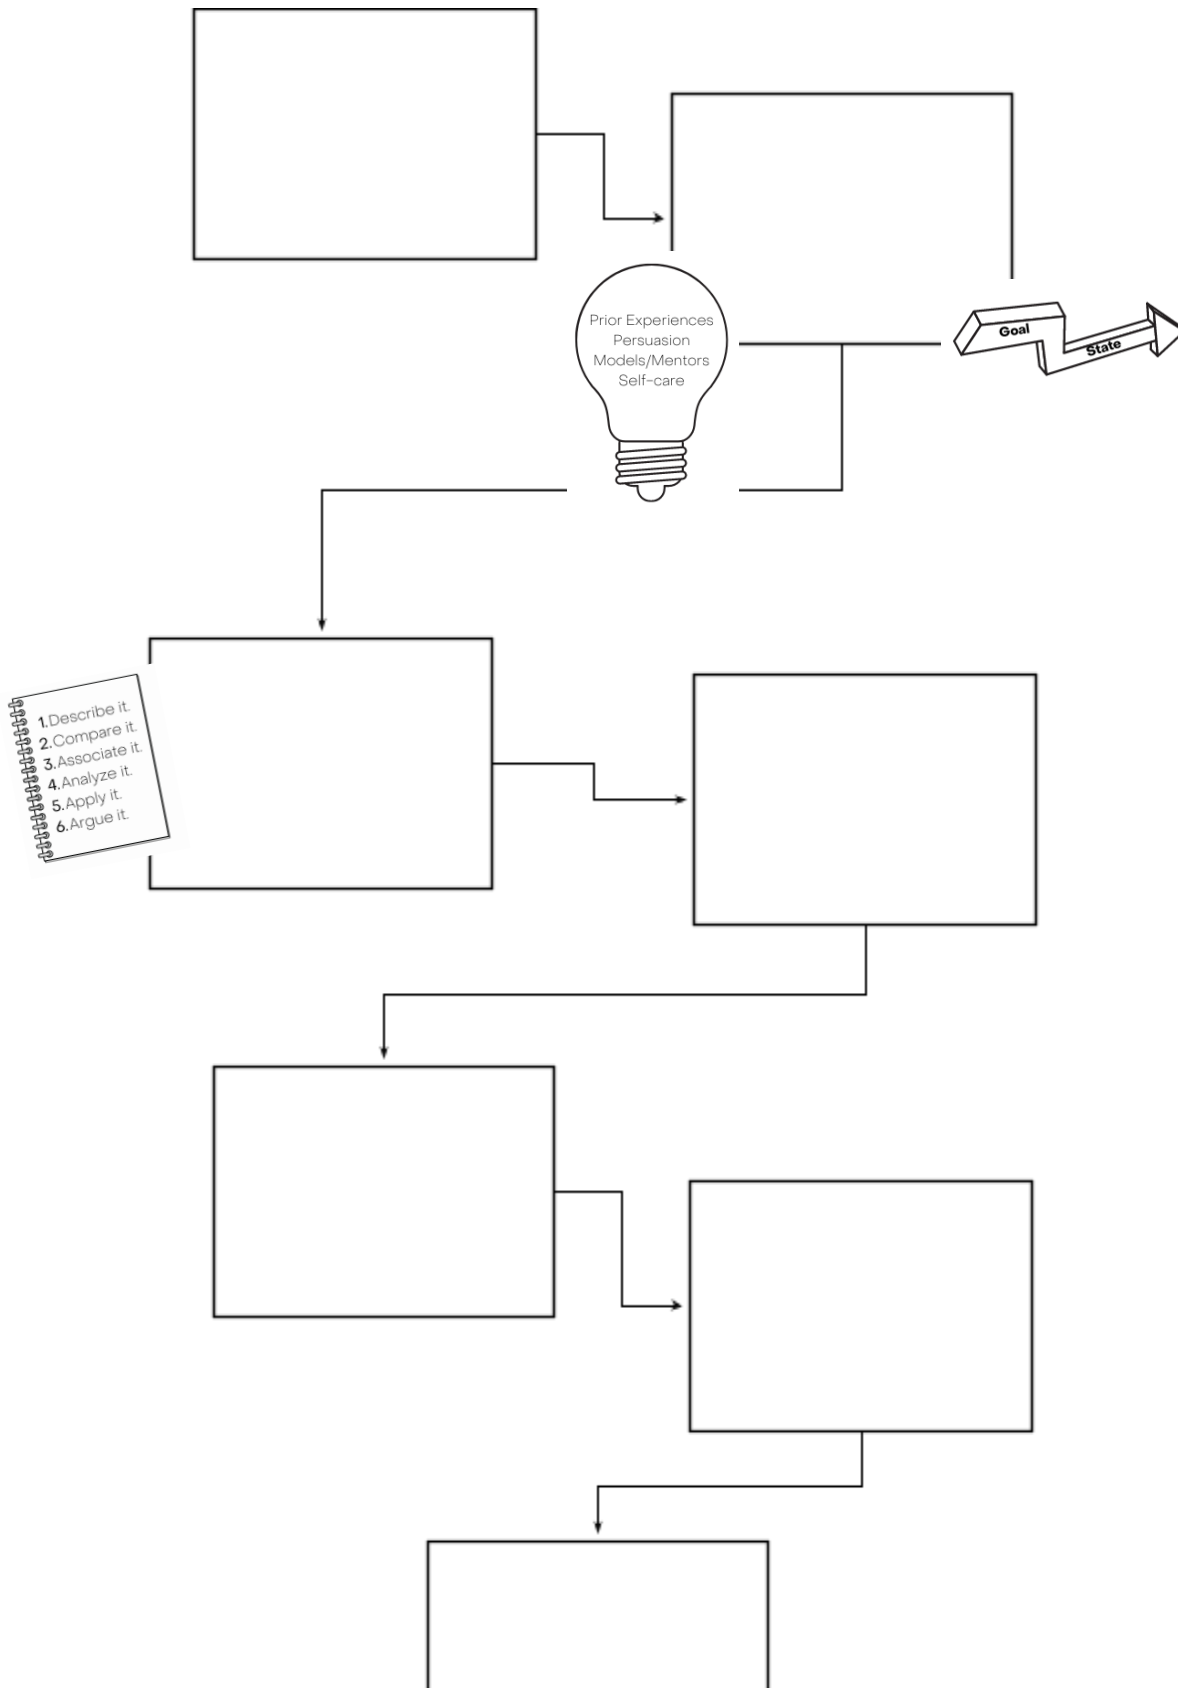 Prior Experiences
Persuasion
Models/Mentors
Self-care
Goal
State
1.Describe it.
2.Compare it.
3.Associate it.
4.Analyze it.
5.Apply it.
6.Argue it.